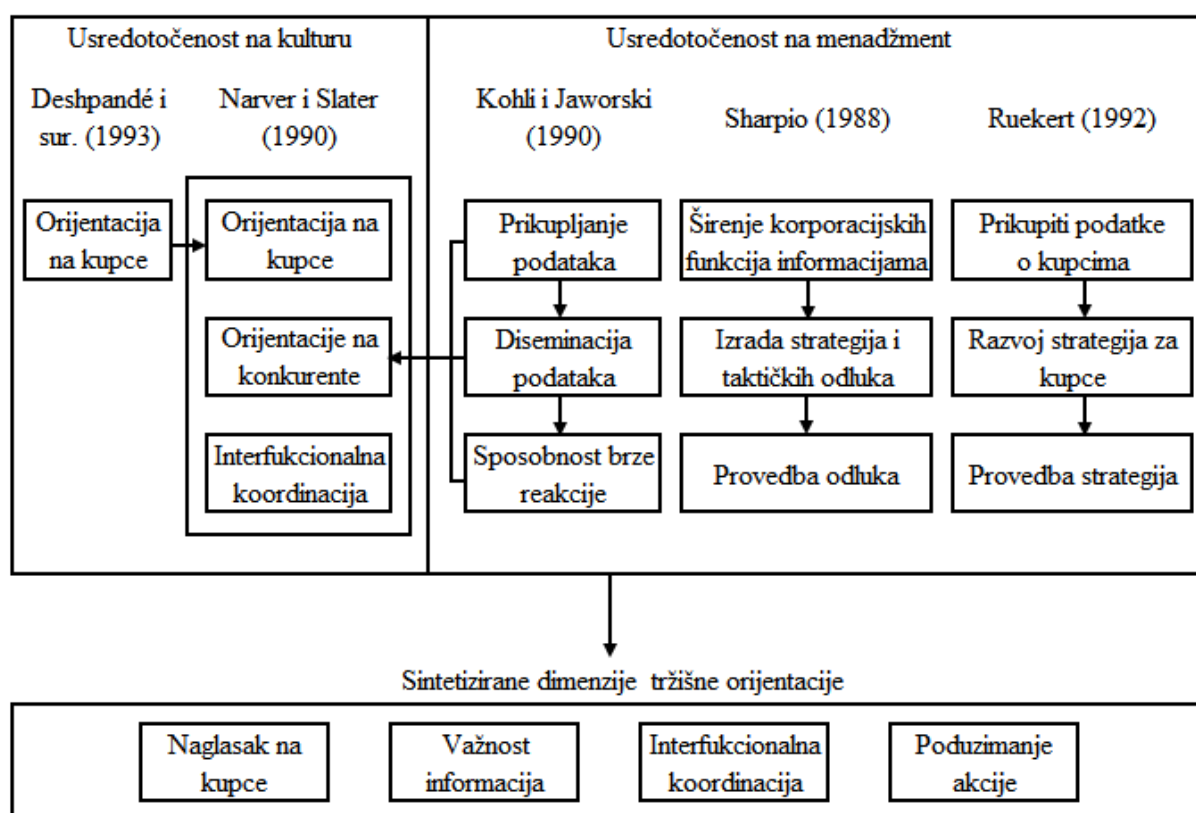 Usredotočenost na kulturu
Usredotočenost na menadžment
Deshpandé i
sur. (1993)
Narver i Slater
(1990)
Kohli i Jaworski
(1990)
Sharpio (1988)
Ruekert (1992)
Orijentacija
na kupce
Orijentacija na
kupce
Prikupljanje
podataka
Širenje korporacijskih
funkcija informacijama
Prikupiti podatke
o kupcima
Orijentacije na
konkurente
Diseminacija
podataka
Izrada strategija i
taktičkih odluka
Razvoj strategija za
kupce
Interfukcionalna
koordinacija
Sposobnost brze
reakcije
Provedba odluka
Provedba strategija
Sintetizirane dimenzije tržišne orijentacije
Naglasak na
kupce
Važnost
informacija
Interfukcionalna
koordinacija
Poduzimanje
akcije